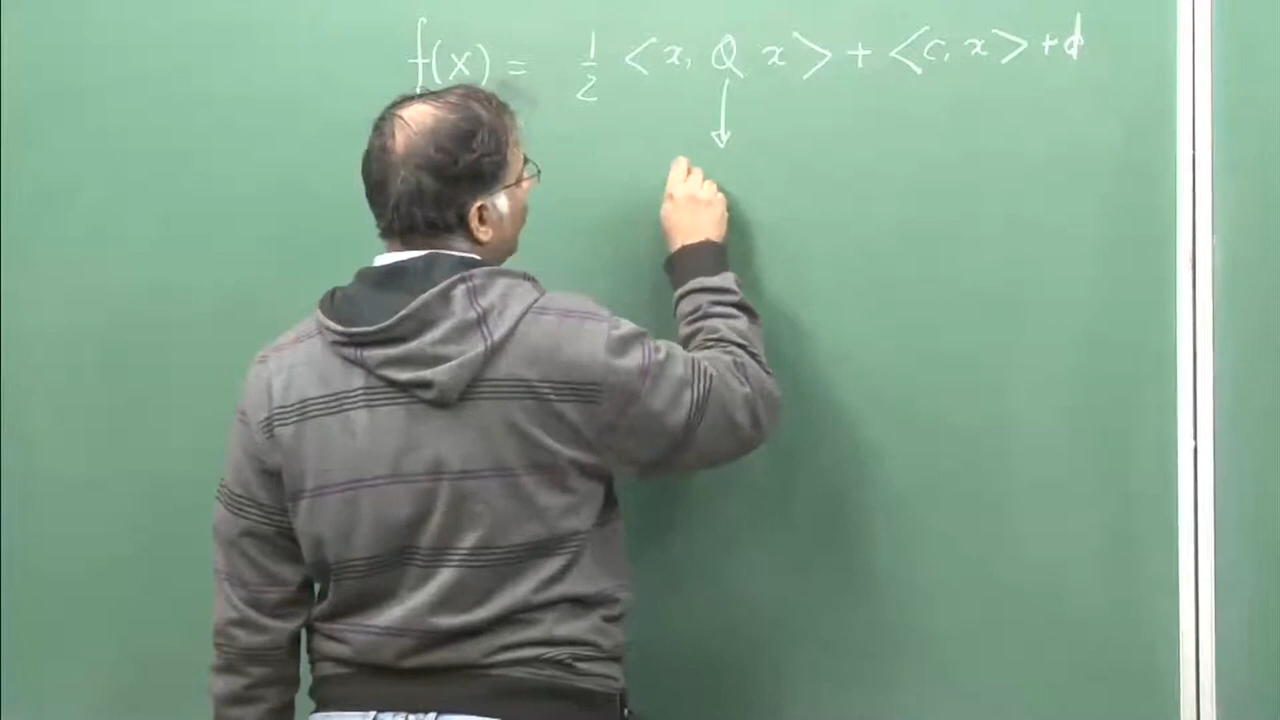 f(x) = 1/2 <x, Q x> + <c, x> + d